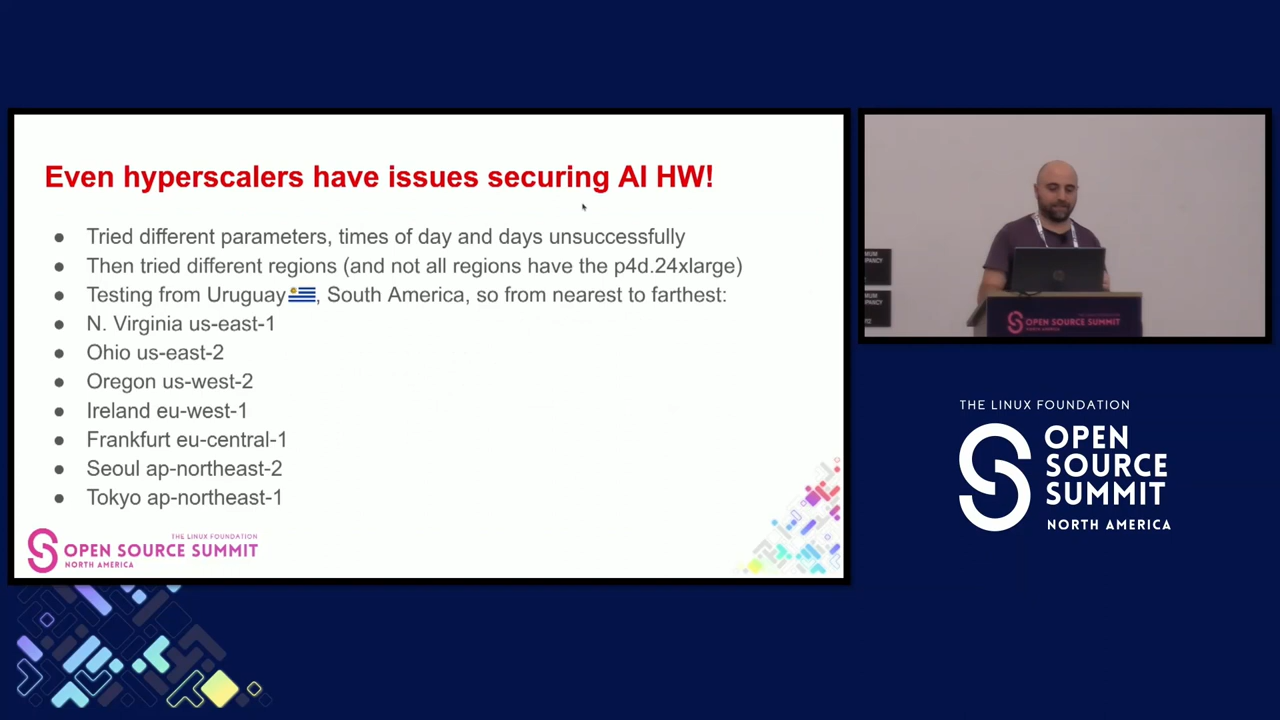 Even hyperscalers have issues securing AI HW!
● Tried different parameters, times of day and days unsuccessfully
● Then tried different regions (and not all regions have the p4d.24xlarge)
● Testing from Uruguay🇺🇾, South America, so from nearest to farthest:
● N. Virginia us-east-1
● Ohio us-east-2
● Oregon us-west-2
● Ireland eu-west-1
● Frankfurt eu-central-1
● Seoul ap-northeast-2
● Tokyo ap-northeast-1
THE LINUX FOUNDATION
OPEN SOURCE SUMMIT
NORTH AMERICA
OPEN SOURCE SUMMIT
THE LINUX FOUNDATION
OPEN
SOURCE
SUMMIT
NORTH AMERICA